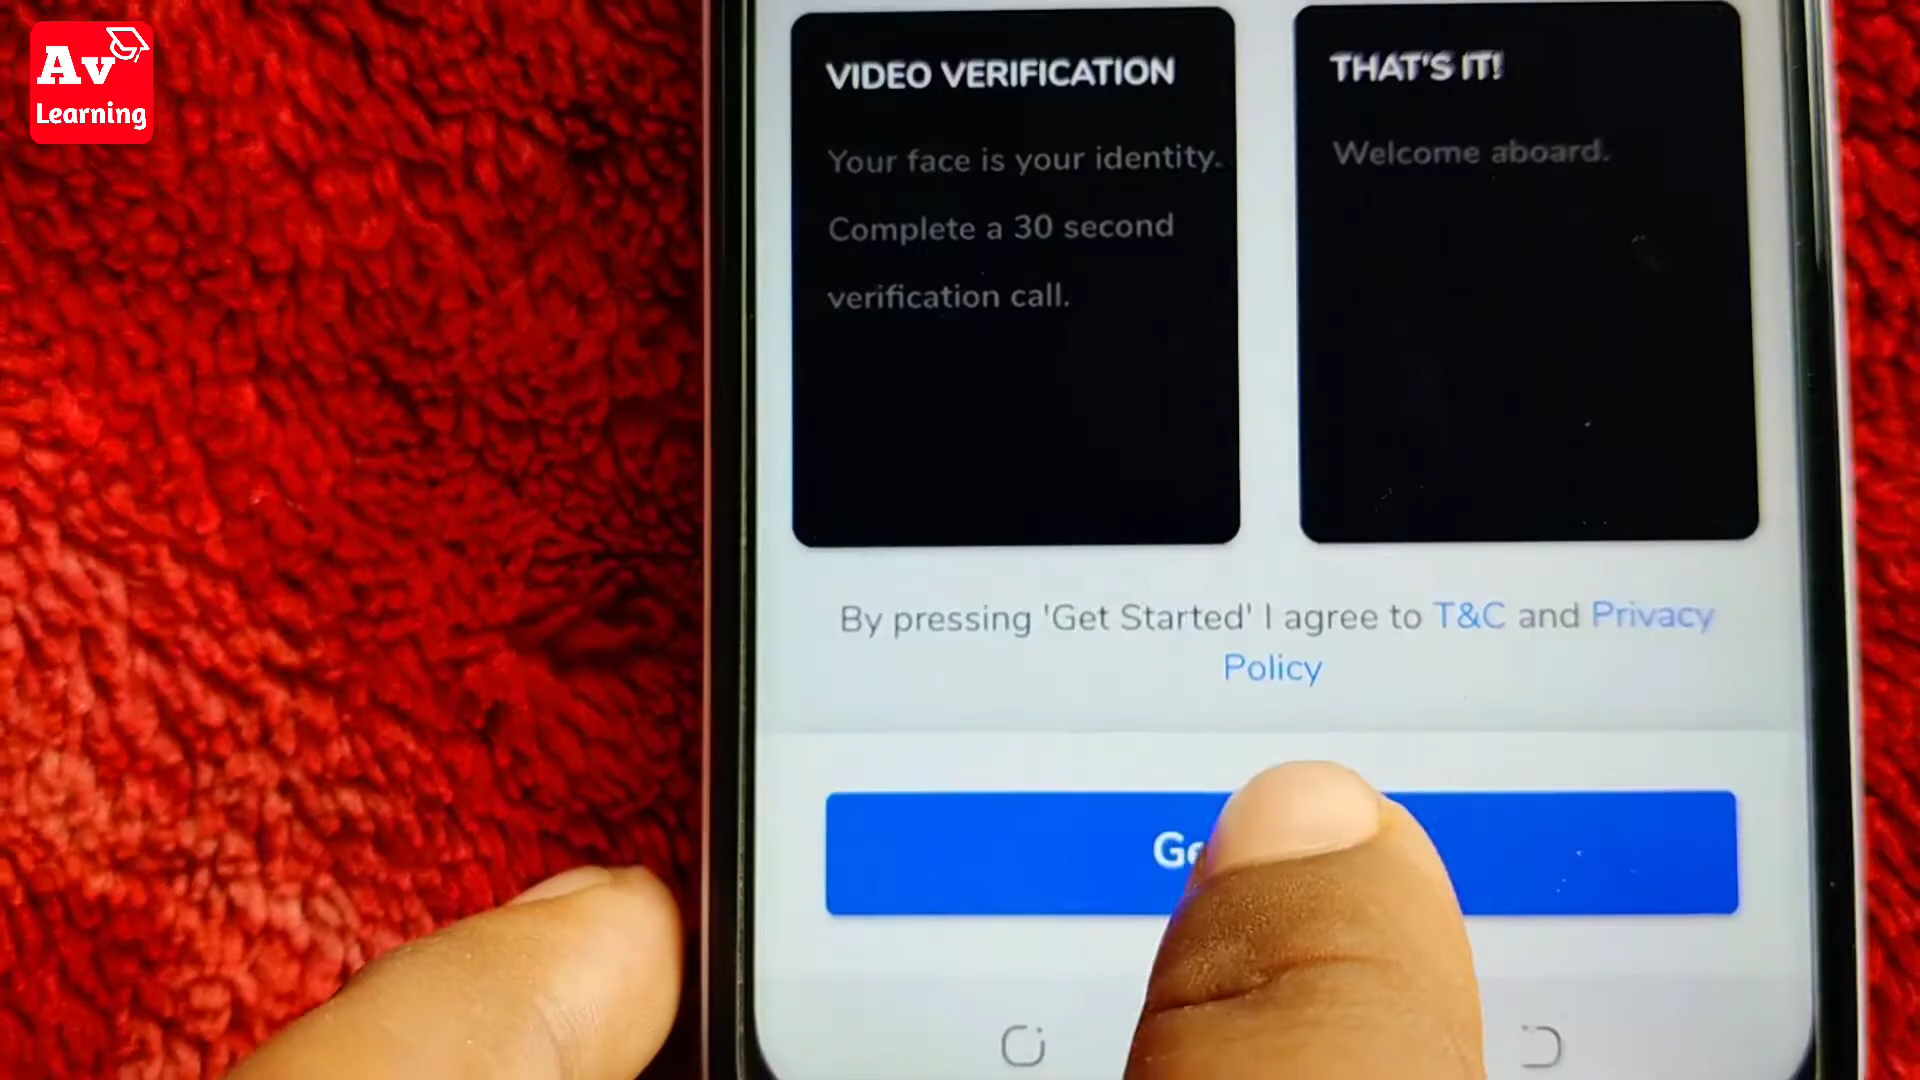 Av
Learning
VIDEO VERIFICATION
Your face is your identity.
Complete a 30 second
verification call.
THAT'S IT!
Welcome aboard.
By pressing 'Get Started' I agree to T&C and Privacy
Policy